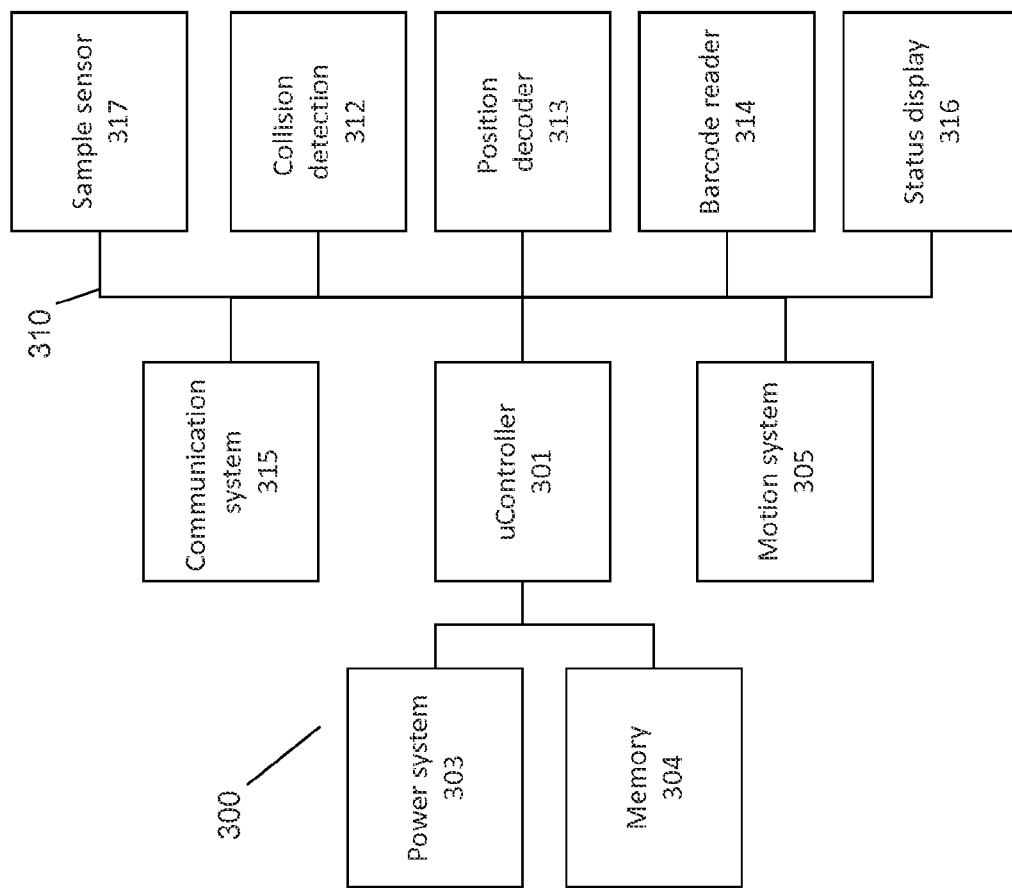 300
Power system
303
Memory
304
Communication
system
315
uController
301
Motion system
305
310
Sample sensor
317
Collision
detection
312
Position
decoder
313
Barcode reader
314
Status display
316